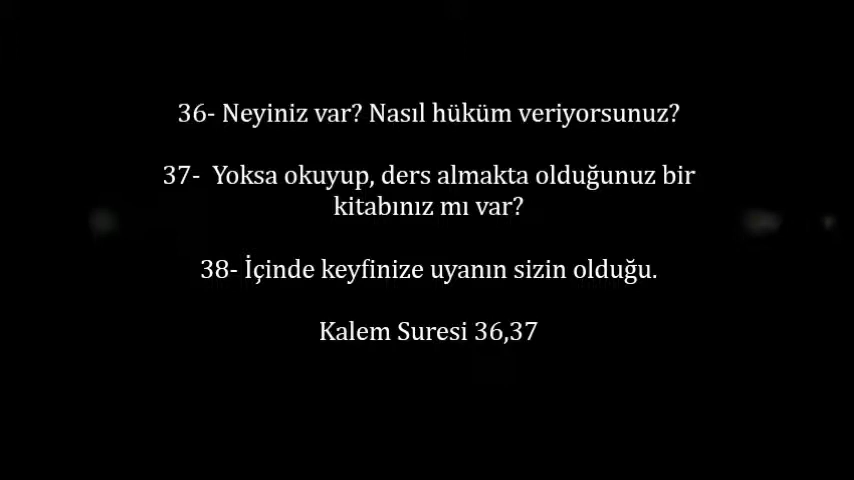 36- Neyiniz var? Nasıl hüküm veriyorsunuz?
37- Yoksa okuyup, ders almakta olduğunuz bir
kitabınız mı var?
38- İçinde keyfinize uyanın sizin olduğu.
Kalem Suresi 36,37